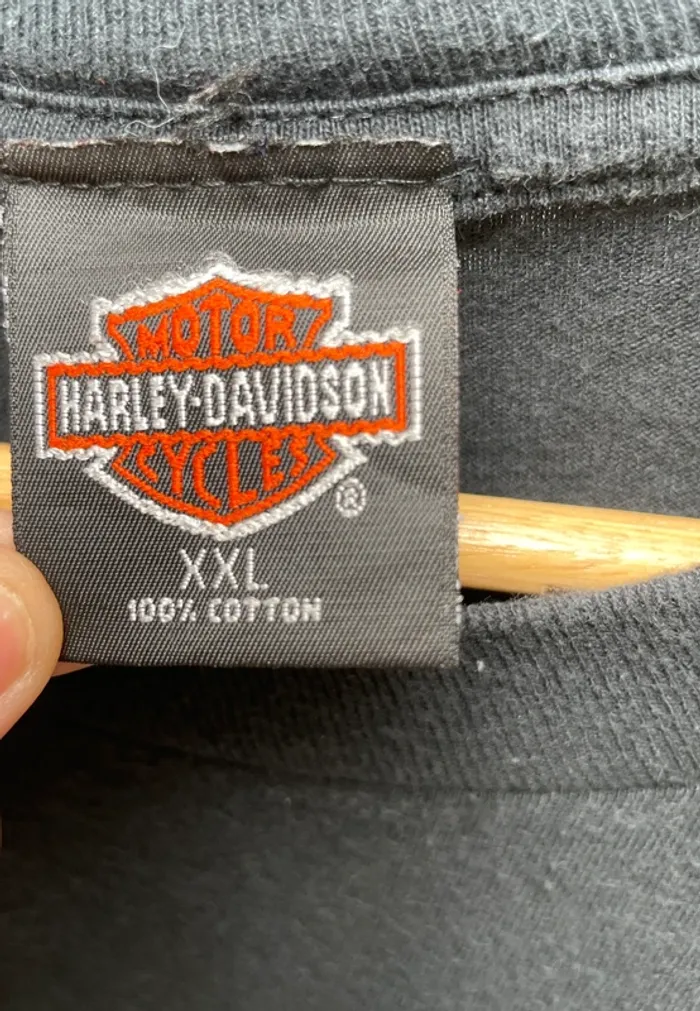 MOTOR
HARLEY-DAVIDSON
CYCLES
®
XXL
100% COTTON